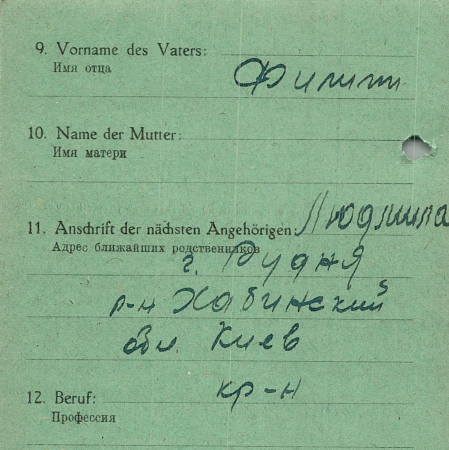 9. Vorname des Vaters:
Имя отца
Филипп
10. Name der Mutter:
Имя матери
11. Anschrift der nächsten Angehörigen: Людмила
Адрес ближайших родственников
г. Рудня
р-н Хабинский
обл. Киев
12. Beruf: кр-н
Профессия